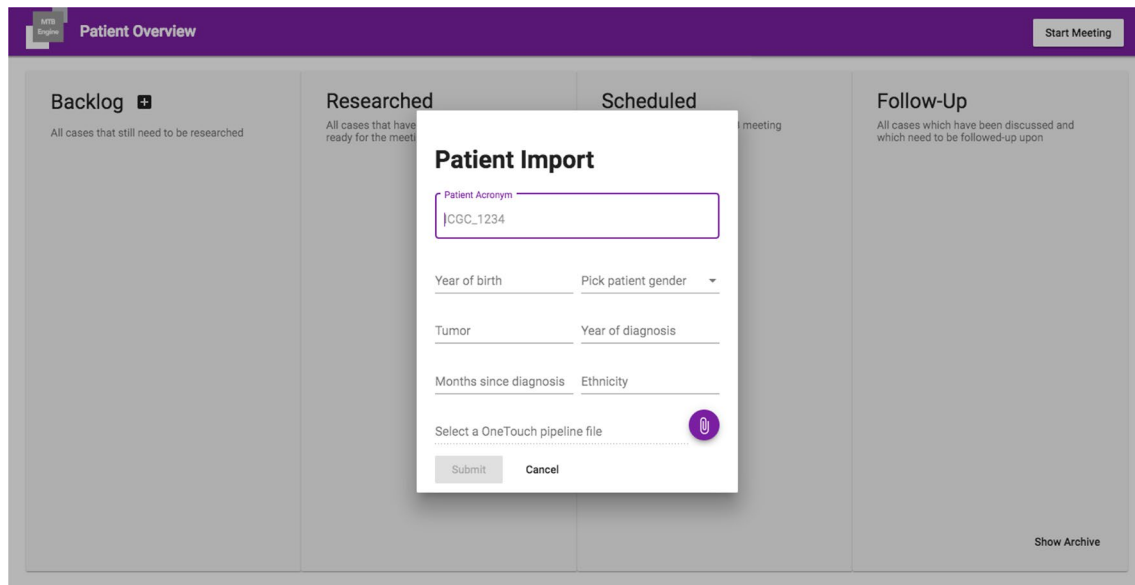 MTB
Engine
Patient Overview
Start Meeting
Backlog
All cases that still need to be researched
Researched
All cases that have
ready for the meeti
Scheduled
meeting
Follow-Up
All cases which have been discussed and
which need to be followed-up upon
Patient Import
Patient Acronym
ICGC_1234
Year of birth
Pick patient gender
Tumor
Year of diagnosis
Months since diagnosis
Ethnicity
Select a OneTouch pipeline file
Submit
Cancel
Show Archive